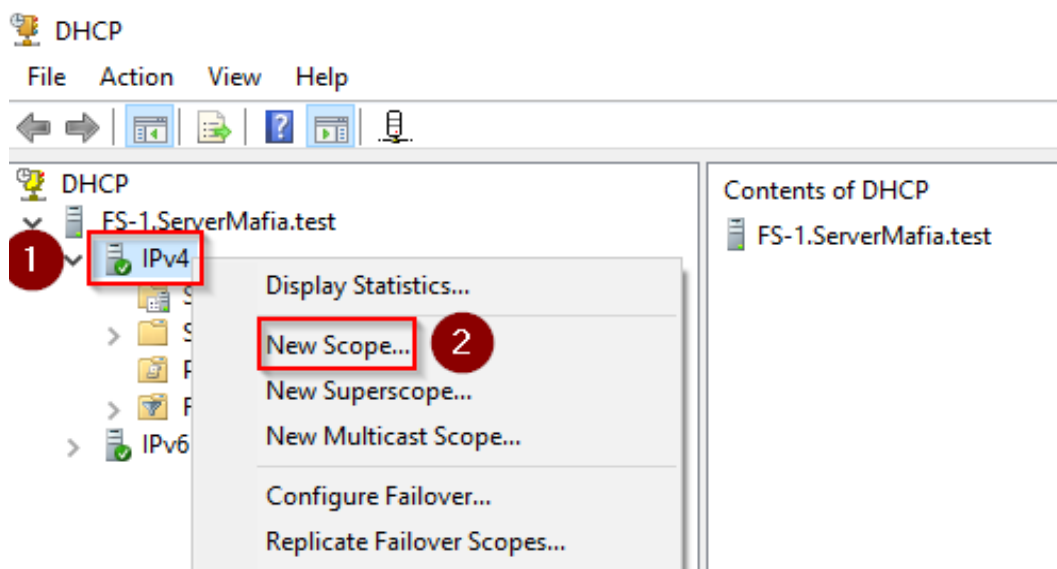 DHCP
File Action View Help
DHCP
FS-1.ServerMafia.test
1
IPv4
IPv6
Display Statistics...
New Scope...
2
New Superscope...
New Multicast Scope...
Configure Failover...
Replicate Failover Scopes...
Contents of DHCP
FS-1.ServerMafia.test